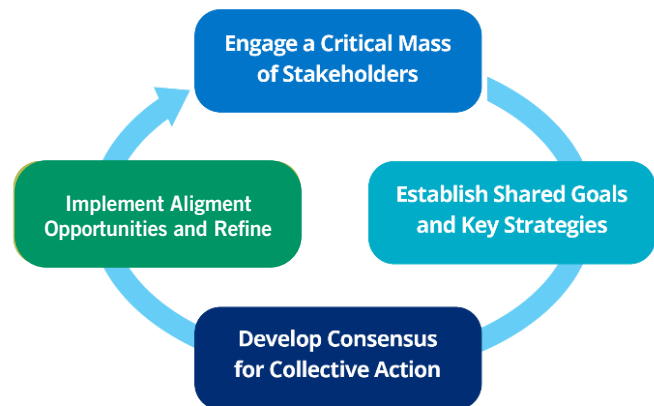 Engage a Critical Mass
of Stakeholders
Establish Shared Goals
and Key Strategies
Develop Consensus
for Collective Action
Implement Aligment
Opportunities and Refine